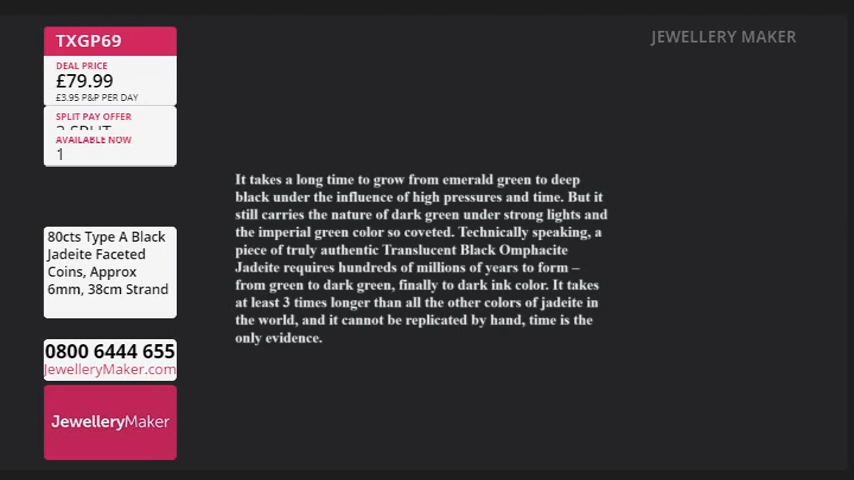 TXGP69
DEAL PRICE
£79.99
£3.95 P&P PER DAY
SPLIT PAY OFFER
2 SPLIT
AVAILABLE NOW
1
80cts Type A Black
Jadeite Faceted
Coins, Approx
6mm, 38cm Strand
0800 6444 655
JewelleryMaker.com
JewelleryMaker
JEWELLERY MAKER
It takes a long time to grow from emerald green to deep
black under the influence of high pressures and time. But it
still carries the nature of dark green under strong lights and
the imperial green color so coveted. Technically speaking, a
piece of truly authentic Translucent Black Omphacite
Jadeite requires hundreds of millions of years to form –
from green to dark green, finally to dark ink color. It takes
at least 3 times longer than all the other colors of jadeite in
the world, and it cannot be replicated by hand, time is the
only evidence.